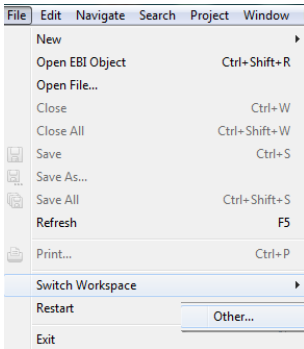 File Edit Navigate Search Project Window
New
Open EBI Object Ctrl+Shift+R
Open File...
Close Ctrl+W
Close All Ctrl+Shift+W
Save Ctrl+S
Save As...
Save All Ctrl+Shift+S
Refresh F5
Print... Ctrl+P
Switch Workspace
Restart
Other...
Exit